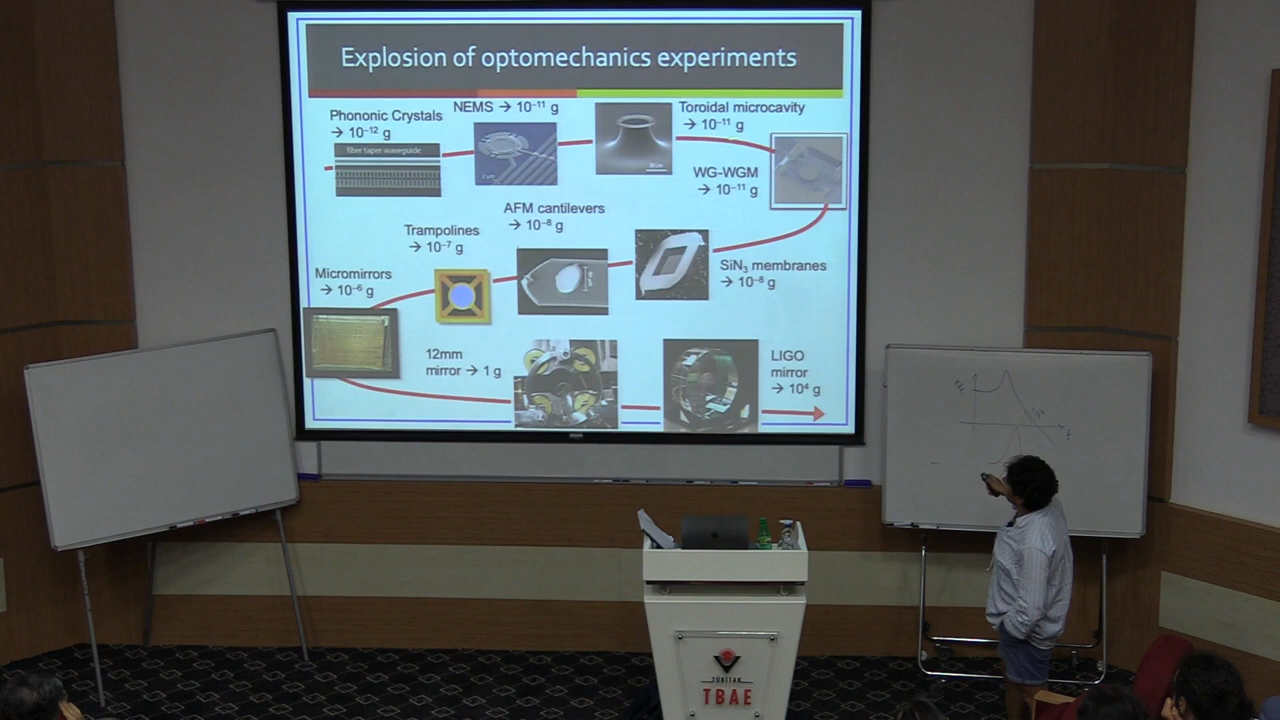 Explosion of optomechanics experiments
Phononic Crystals
→ 10⁻¹² g
fiber taper waveguide
NEMS → 10⁻¹¹ g
Toroidal microcavity
→ 10⁻¹¹ g
WG-WGM
→ 10⁻¹¹ g
AFM cantilevers
→ 10⁻⁸ g
Trampolines
→ 10⁻⁷ g
SiN₃ membranes
→ 10⁻⁸ g
Micromirrors
→ 10⁻⁶ g
12mm
mirror → 1 g
LIGO
mirror
→ 10⁴ g
TÜBİTAK
TBAE